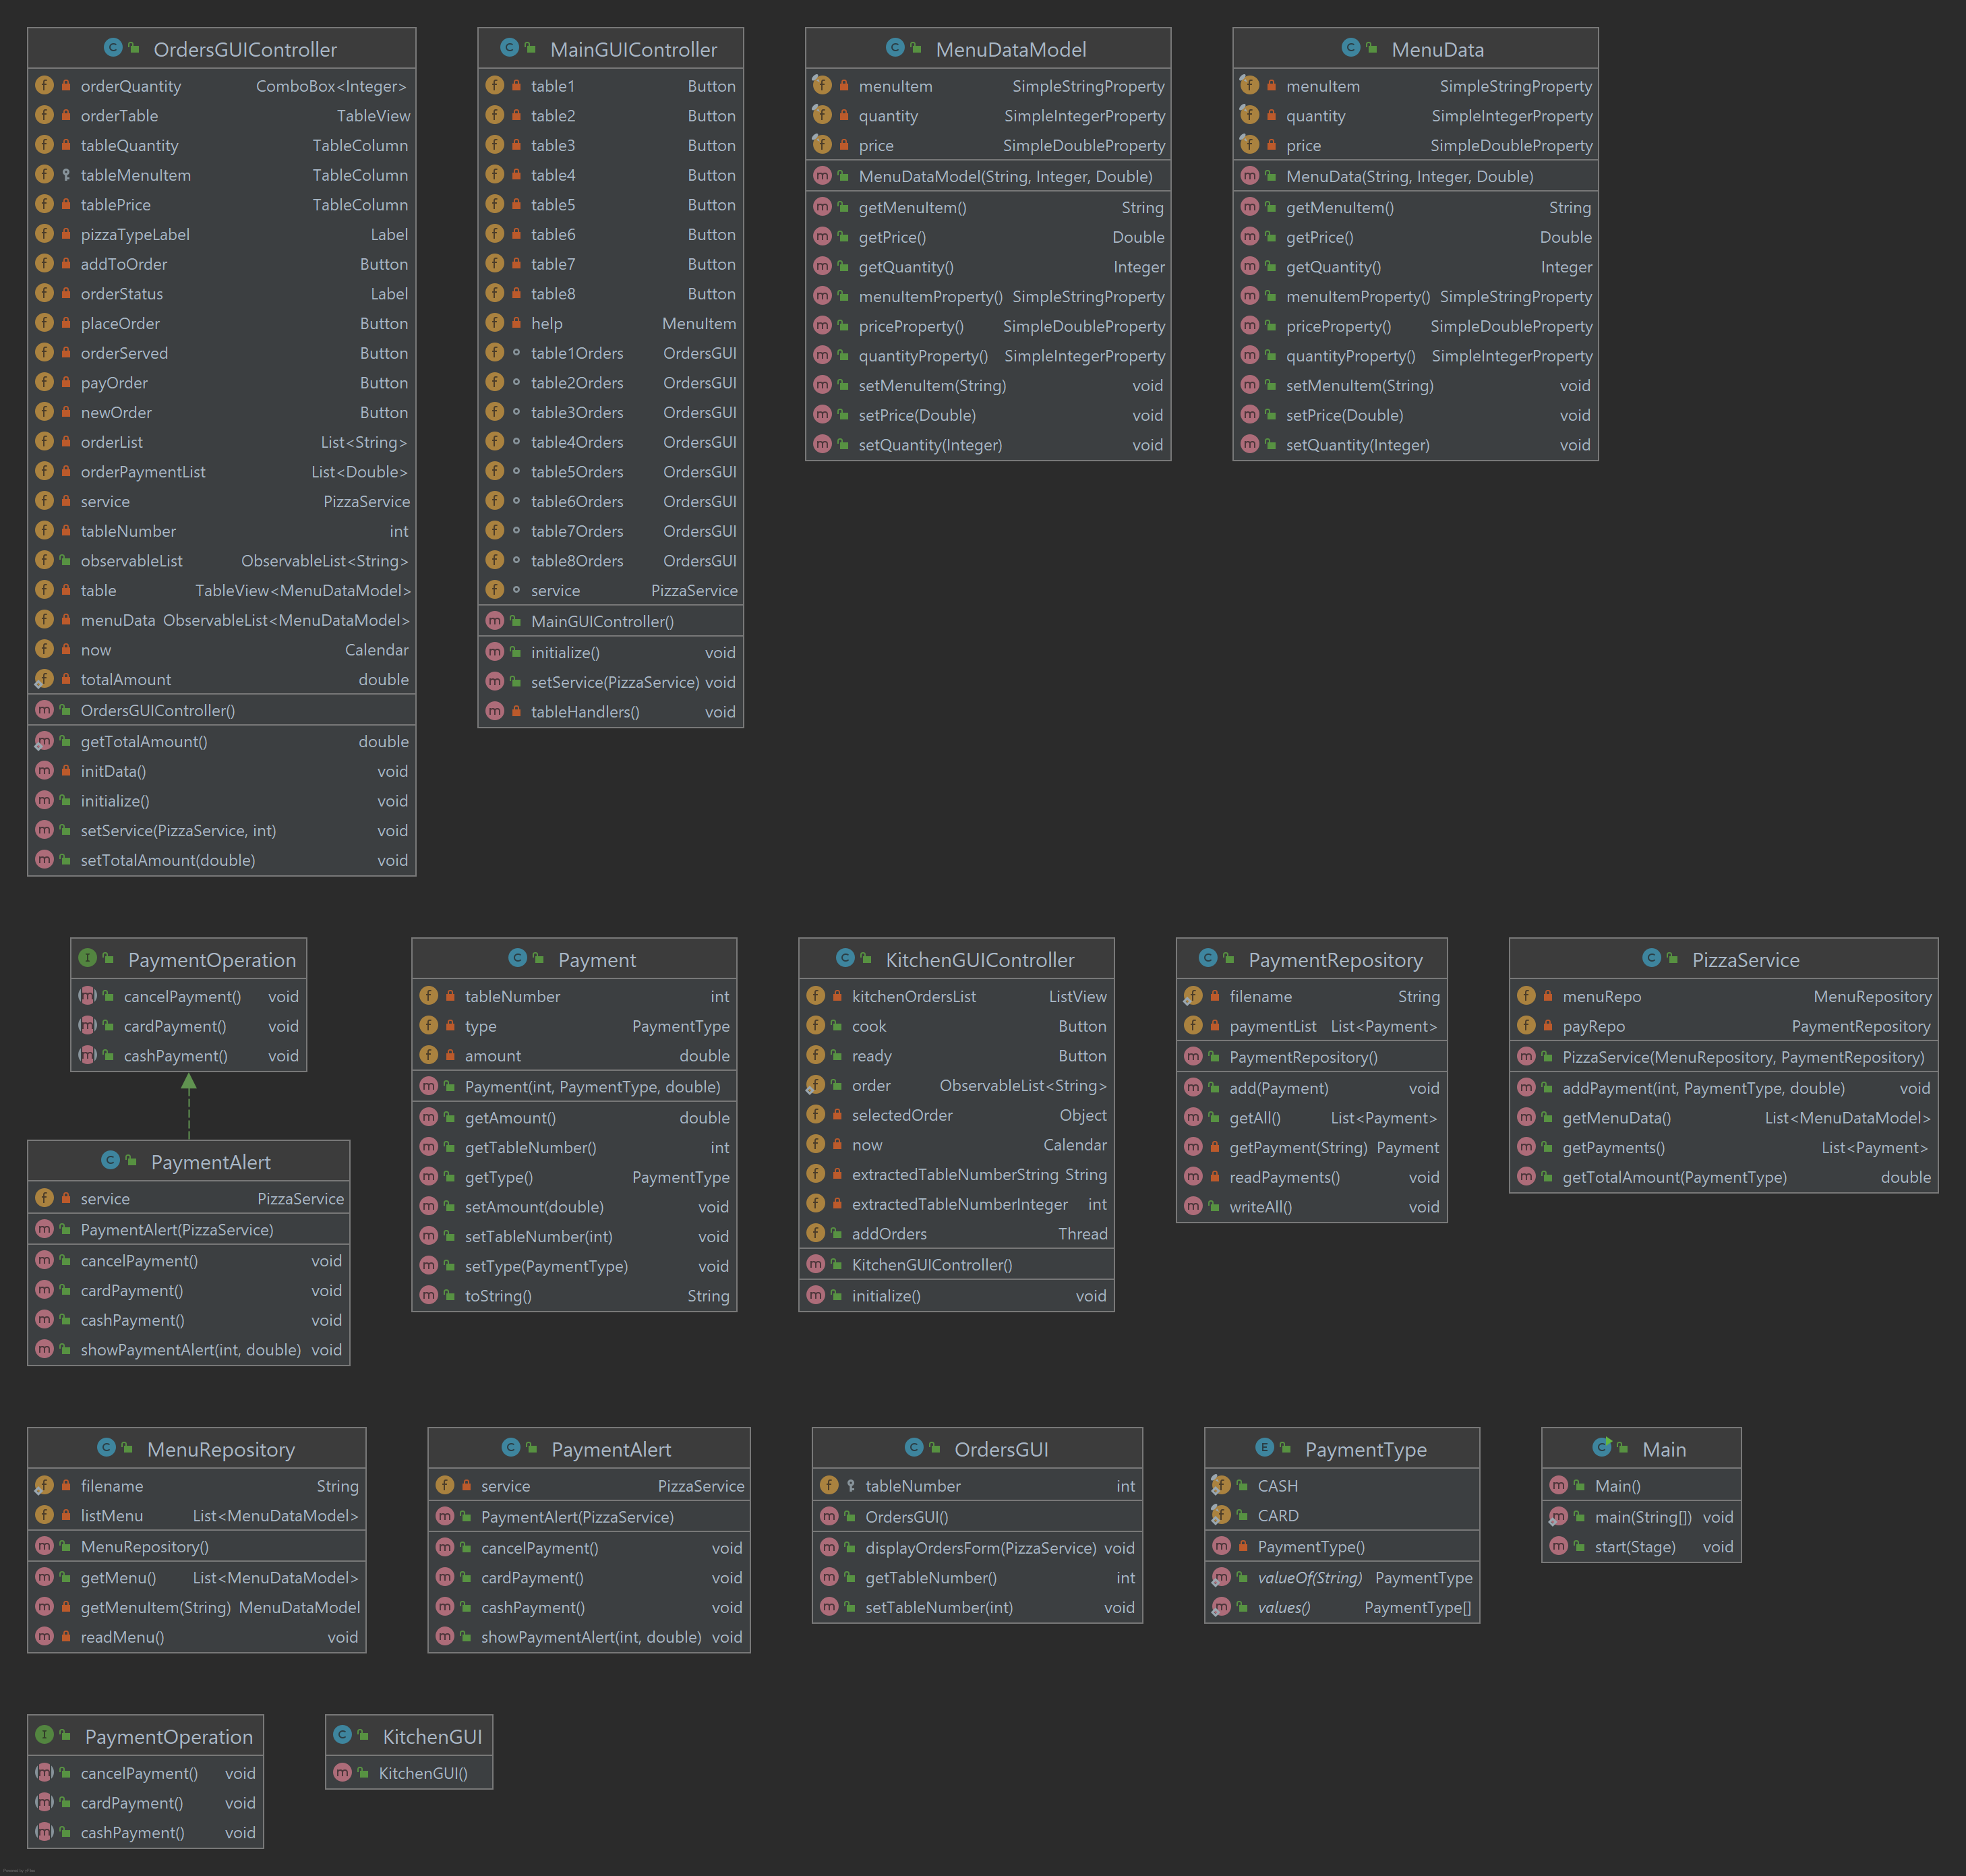 OrdersGUIController
orderQuantity ComboBox<Integer>
orderTable TableView
tableQuantity TableColumn
tableMenuItem TableColumn
tablePrice TableColumn
pizzaTypeLabel Label
addToOrder Button
orderStatus Label
placeOrder Button
orderServed Button
payOrder Button
newOrder Button
orderList List<String>
orderPaymentList List<Double>
service PizzaService
tableNumber int
observableList ObservableList<String>
table TableView<MenuDataModel>
menuData ObservableList<MenuDataModel>
now Calendar
totalAmount double
OrdersGUIController()
getTotalAmount() double
initData() void
initialize() void
setService(PizzaService, int) void
setTotalAmount(double) void
MainGUIController
table1 Button
table2 Button
table3 Button
table4 Button
table5 Button
table6 Button
table7 Button
table8 Button
help MenuItem
table1Orders OrdersGUI
table2Orders OrdersGUI
table3Orders OrdersGUI
table4Orders OrdersGUI
table5Orders OrdersGUI
table6Orders OrdersGUI
table7Orders OrdersGUI
table8Orders OrdersGUI
service PizzaService
MainGUIController()
initialize() void
setService(PizzaService) void
tableHandlers() void
MenuDataModel
menuItem SimpleStringProperty
quantity SimpleIntegerProperty
price SimpleDoubleProperty
MenuDataModel(String, Integer, Double)
getMenuItem() String
getPrice() Double
getQuantity() Integer
menuItemProperty() SimpleStringProperty
priceProperty() SimpleDoubleProperty
quantityProperty() SimpleIntegerProperty
setMenuItem(String) void
setPrice(Double) void
setQuantity(Integer) void
MenuData
menuItem SimpleStringProperty
quantity SimpleIntegerProperty
price SimpleDoubleProperty
MenuData(String, Integer, Double)
getMenuItem() String
getPrice() Double
getQuantity() Integer
menuItemProperty() SimpleStringProperty
priceProperty() SimpleDoubleProperty
quantityProperty() SimpleIntegerProperty
setMenuItem(String) void
setPrice(Double) void
setQuantity(Integer) void
PaymentOperation
cancelPayment() void
cardPayment() void
cashPayment() void
PaymentAlert
service PizzaService
PaymentAlert(PizzaService)
cancelPayment() void
cardPayment() void
cashPayment() void
showPaymentAlert(int, double) void
Payment
tableNumber int
type PaymentType
amount double
Payment(int, PaymentType, double)
getAmount() double
getTableNumber() int
getType() PaymentType
setAmount(double) void
setTableNumber(int) void
setType(PaymentType) void
toString() String
KitchenGUIController
kitchenOrdersList ListView
cook Button
ready Button
order ObservableList<String>
selectedOrder Object
now Calendar
extractedTableNumberString String
extractedTableNumberInteger int
addOrders Thread
KitchenGUIController()
initialize() void
PaymentRepository
filename String
paymentList List<Payment>
PaymentRepository()
add(Payment) void
getAll() List<Payment>
getPayment(String) Payment
readPayments() void
writeAll() void
PizzaService
menuRepo MenuRepository
payRepo PaymentRepository
PizzaService(MenuRepository, PaymentRepository)
addPayment(int, PaymentType, double) void
getMenuData() List<MenuDataModel>
getPayments() List<Payment>
getTotalAmount(PaymentType) double
MenuRepository
filename String
listMenu List<MenuDataModel>
MenuRepository()
getMenu() List<MenuDataModel>
getMenuItem(String) MenuDataModel
readMenu() void
PaymentAlert
service PizzaService
PaymentAlert(PizzaService)
cancelPayment() void
cardPayment() void
cashPayment() void
showPaymentAlert(int, double) void
OrdersGUI
tableNumber int
OrdersGUI()
displayOrdersForm(PizzaService) void
getTableNumber() int
setTableNumber(int) void
PaymentType
CASH
CARD
PaymentType()
valueOf(String) PaymentType
values() PaymentType[]
Main
Main()
main(String[]) void
start(Stage) void
PaymentOperation
cancelPayment() void
cardPayment() void
cashPayment() void
KitchenGUI
KitchenGUI()